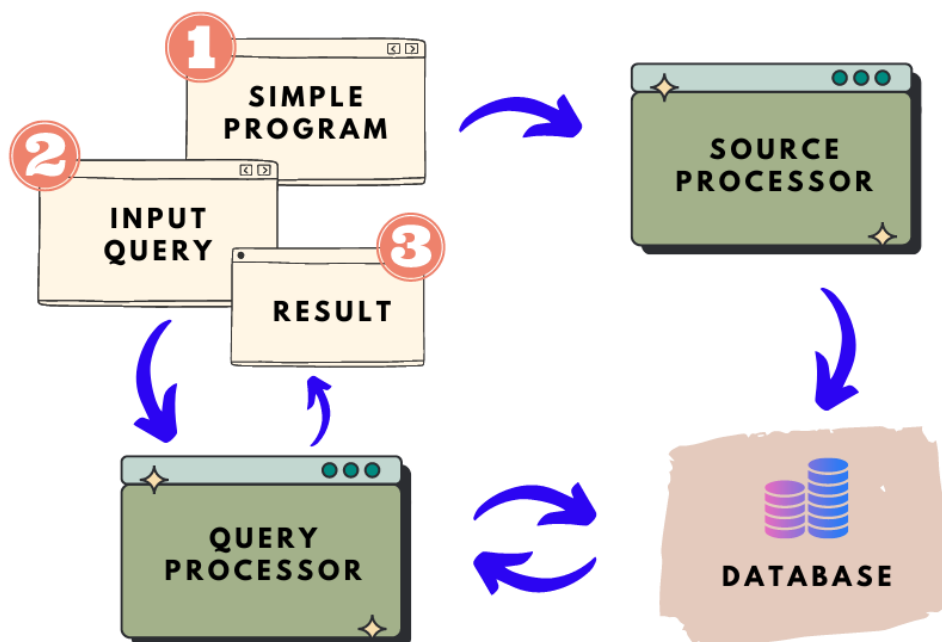 1
SIMPLE
PROGRAM
2
INPUT
QUERY
3
RESULT
SOURCE
PROCESSOR
QUERY
PROCESSOR
DATABASE